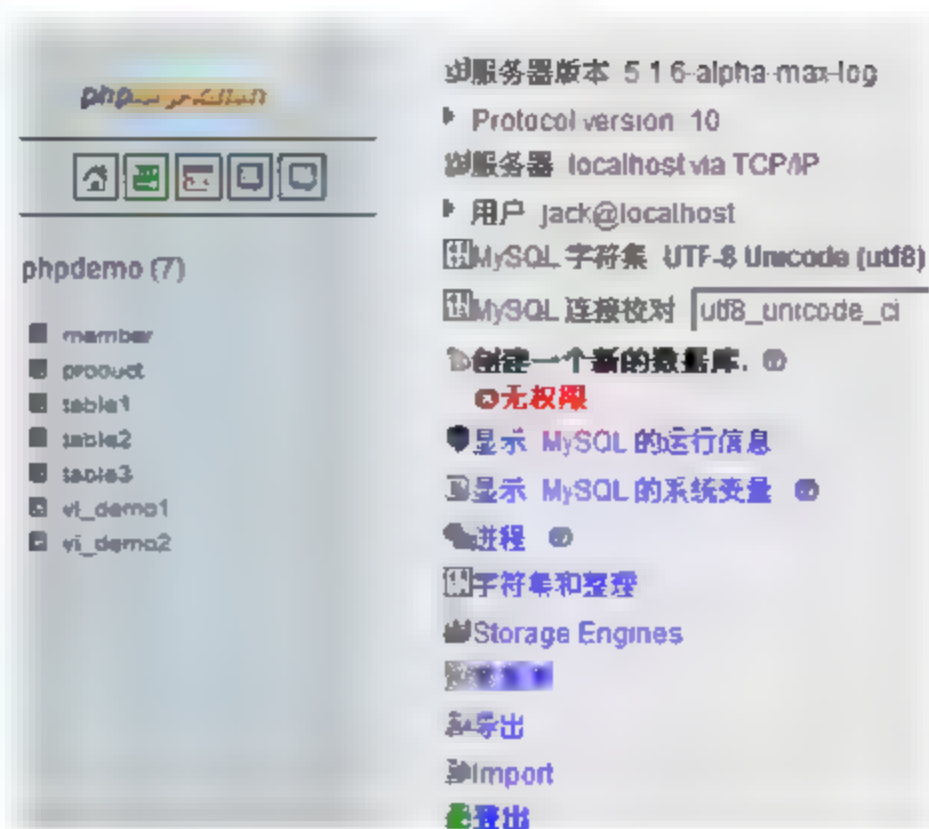 phpdemo (7)
member
product
table1
table2
table3
vi_demo1
vi_demo2
服务器版本 5.1.6-alpha-max-log
Protocol version 10
服务器 localhost via TCP/IP
用户 jack@localhost
MySQL 字符集 UTF-8 Unicode (utf8)
MySQL 连接校对 utf8_unicode_ci
创建一个新的数据库.
无权限
显示 MySQL 的运行信息
显示 MySQL 的系统变量
进程
字符集和整理
Storage Engines
导出
Import
登出